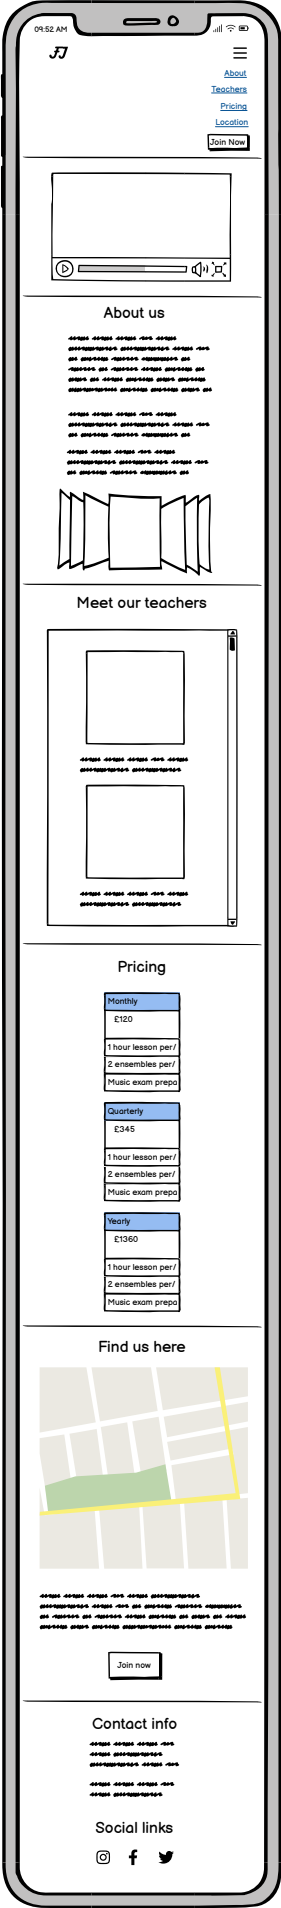 09:52 AM
JJ
About
Teachers
Pricing
Location
Join Now
About us
Meet our teachers
Pricing
Monthly
£120
1 hour lesson per/
2 ensembles per/
Music exam prepa
Quarterly
£345
1 hour lesson per/
2 ensembles per/
Music exam prepa
Yearly
£1360
1 hour lesson per/
2 ensembles per/
Music exam prepa
Find us here
Join now
Contact info
Social links